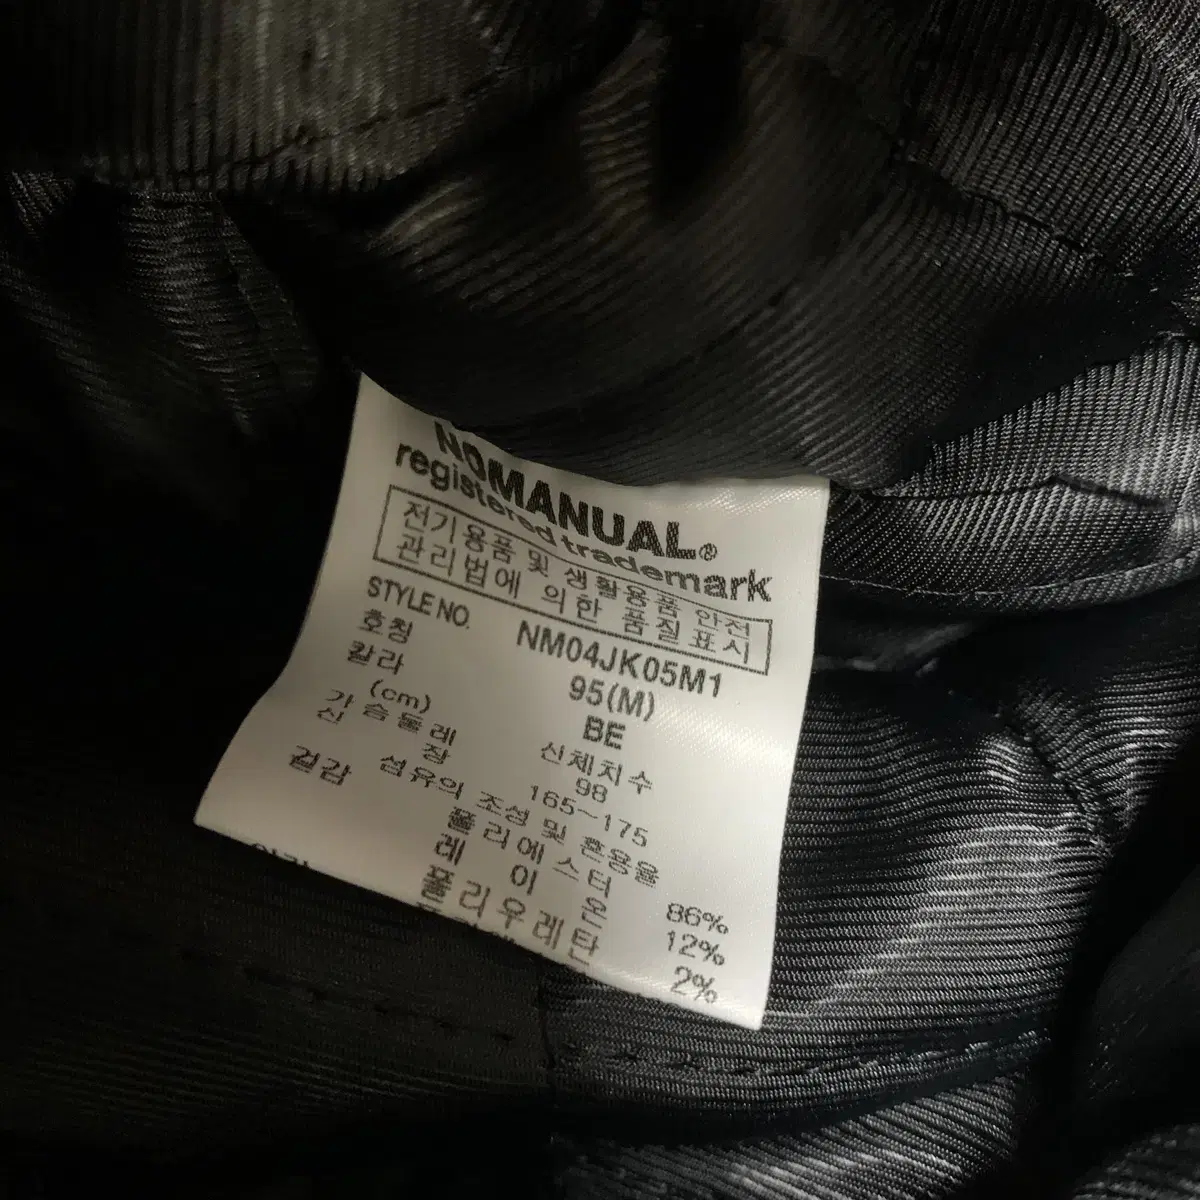 NOMANUAL®
registered trademark
전기용품 및 생활용품 안전
관리법에 의한 품질표시
STYLE NO. NM04JK05M1
호칭 95(M)
칼라 BE
(cm) 신체치수
가슴둘레 98
신 장 165~175
섬유의 조성 및 혼용율
겉감 폴리에스터 86%
레 이 온 12%
폴리우레탄 2%